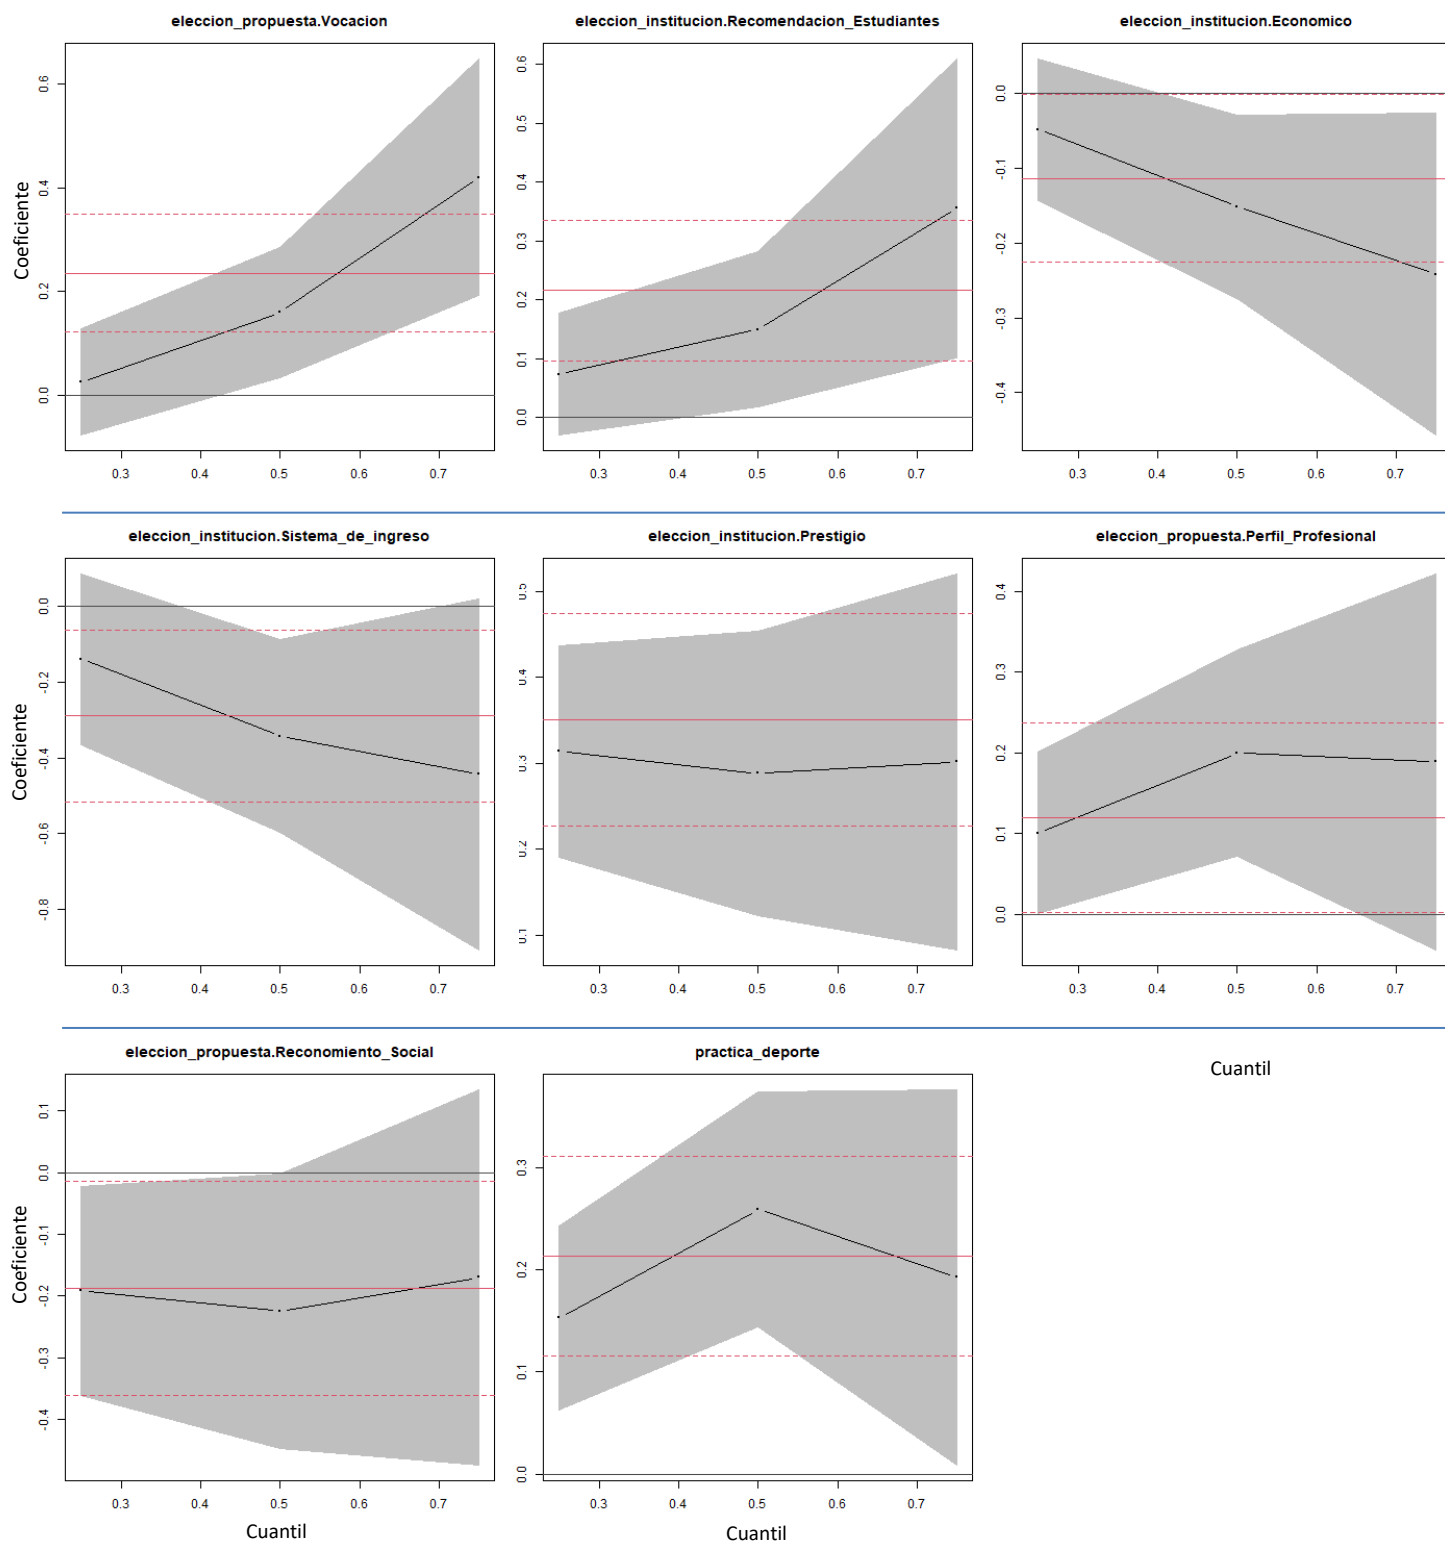 eleccion_propuesta.Vocacion
eleccion_institucion.Recomendacion_Estudiantes
eleccion_institucion.Economico
Coeficiente
0.6
0.4
0.2
0.0
0.3 0.4 0.5 0.6 0.7
0.6
0.5
0.4
0.3
0.2
0.1
0.0
0.3 0.4 0.5 0.6 0.7
0.0
-0.1
-0.2
-0.3
-0.4
0.3 0.4 0.5 0.6 0.7
eleccion_institucion.Sistema_de_ingreso
eleccion_institucion.Prestigio
eleccion_propuesta.Perfil_Profesional
Coeficiente
0.0
-0.2
-0.4
-0.6
-0.8
0.3 0.4 0.5 0.6 0.7
0.5
0.4
0.3
0.2
0.1
0.3 0.4 0.5 0.6 0.7
0.4
0.3
0.2
0.1
0.0
0.3 0.4 0.5 0.6 0.7
eleccion_propuesta.Reconomiento_Social
practica_deporte
Cuantil
Coeficiente
0.1
0.0
-0.1
-0.2
-0.3
-0.4
0.3 0.4 0.5 0.6 0.7
Cuantil
0.3
0.2
0.1
0.0
0.3 0.4 0.5 0.6 0.7
Cuantil